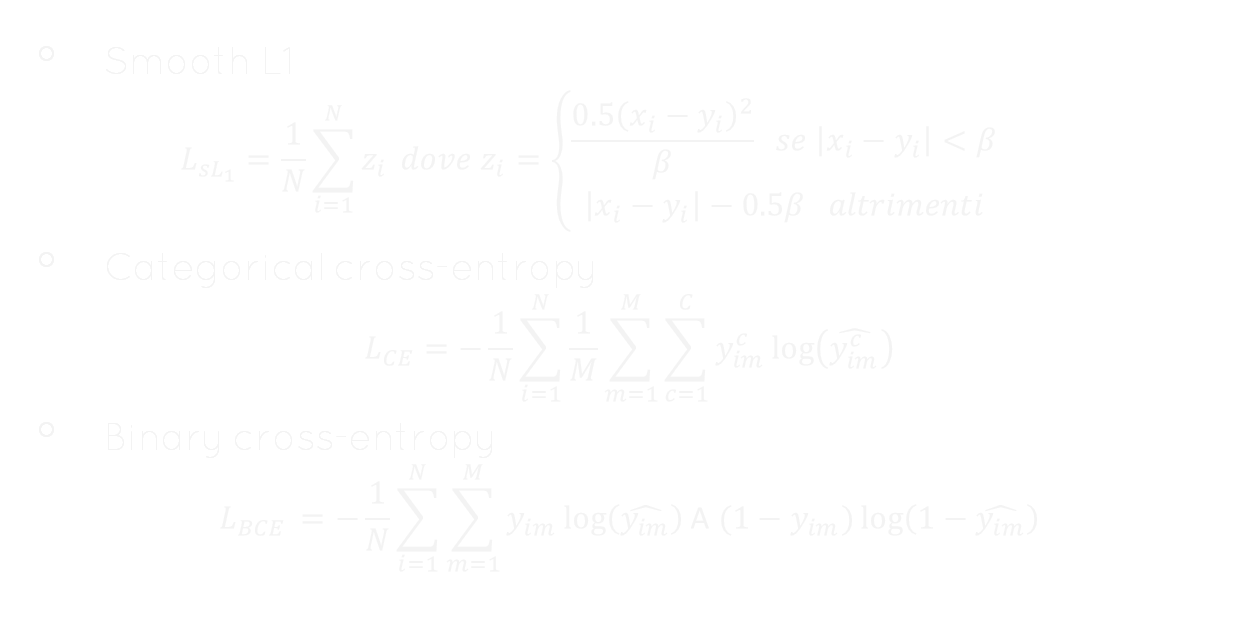 ° Smooth L1
L_{sL_1} = \frac{1}{N} \sum_{i=1}^{N} z_i dove z_i = \begin{cases} \frac{0.5(x_i - y_i)^2}{\beta} & se |x_i - y_i| < \beta \\ |x_i - y_i| - 0.5\beta & altrimenti \end{cases}
° Categorical cross-entropy
L_{CE} = -\frac{1}{N} \sum_{i=1}^{N} \frac{1}{M} \sum_{m=1}^{M} \sum_{c=1}^{C} y_{im}^{c} \log(\widehat{y_{im}^{c}})
° Binary cross-entropy
L_{BCE} = -\frac{1}{N} \sum_{i=1}^{N} \sum_{m=1}^{M} y_{im} \log(\widehat{y_{im}}) A (1 - y_{im}) \log(1 - \widehat{y_{im}})